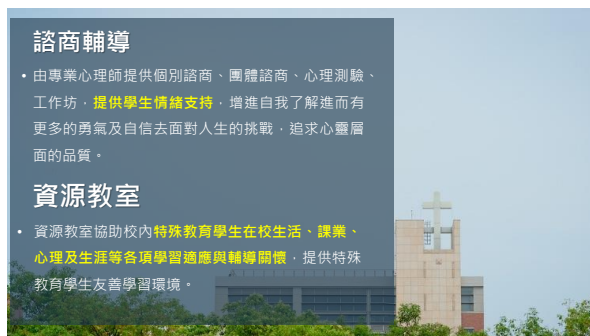 諮商輔導
• 由專業心理師提供個別諮商、團體諮商、心理測驗、
工作坊，提供學生情緒支持，增進自我了解進而有
更多的勇氣及自信去面對人生的挑戰，追求心靈層
面的品質。
資源教室
• 資源教室協助校內特殊教育學生在校生活、課業、
心理及生涯等各項學習適應與輔導關懷，提供特殊
教育學生友善學習環境。